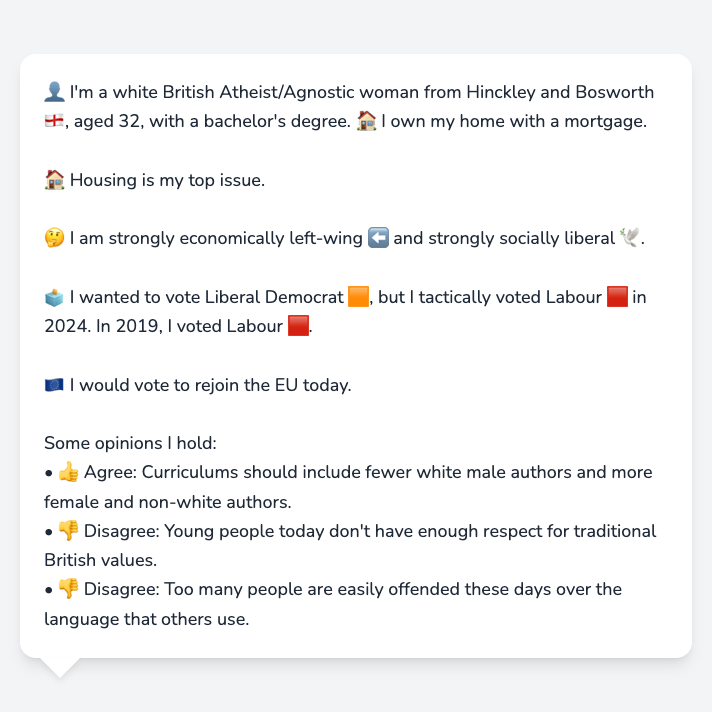 👤 I'm a white British Atheist/Agnostic woman from Hinckley and Bosworth
🏴󠁧󠁢󠁥󠁮󠁧󠁿, aged 32, with a bachelor's degree. 🏠 I own my home with a mortgage.
🏠 Housing is my top issue.
🤔 I am strongly economically left-wing ⬅️ and strongly socially liberal 🕊️.
🗳️ I wanted to vote Liberal Democrat 🟧, but I tactically voted Labour 🟥 in
2024. In 2019, I voted Labour 🟥.
🇪🇺 I would vote to rejoin the EU today.
Some opinions I hold:
• 👍 Agree: Curriculums should include fewer white male authors and more
female and non-white authors.
• 👎 Disagree: Young people today don't have enough respect for traditional
British values.
• 👎 Disagree: Too many people are easily offended these days over the
language that others use.